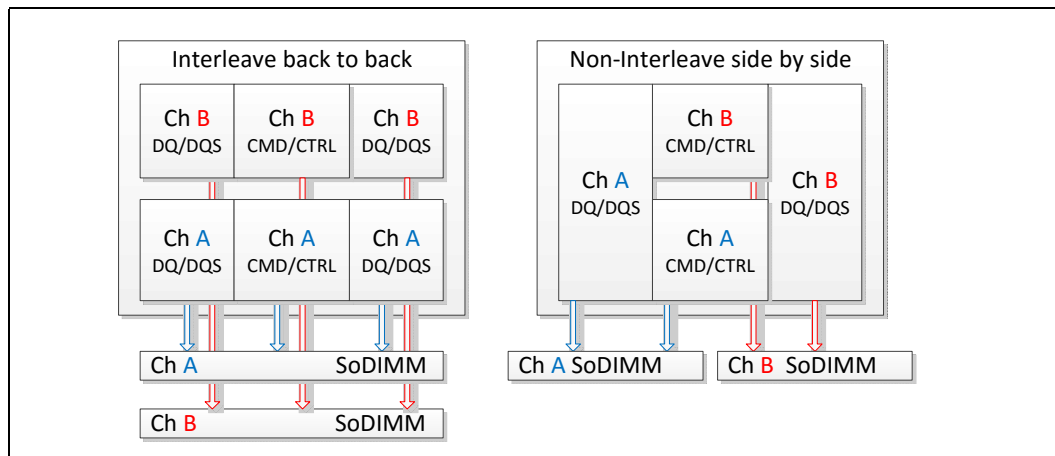 Interleave back to back
Ch B
DQ/DQS
Ch B
CMD/CTRL
Ch B
DQ/DQS
Ch A
DQ/DQS
Ch A
CMD/CTRL
Ch A
DQ/DQS
Ch A SoDIMM
Ch B SoDIMM
Non-Interleave side by side
Ch A
DQ/DQS
Ch B
CMD/CTRL
Ch A
CMD/CTRL
Ch B
DQ/DQS
Ch A SoDIMM
Ch B SoDIMM